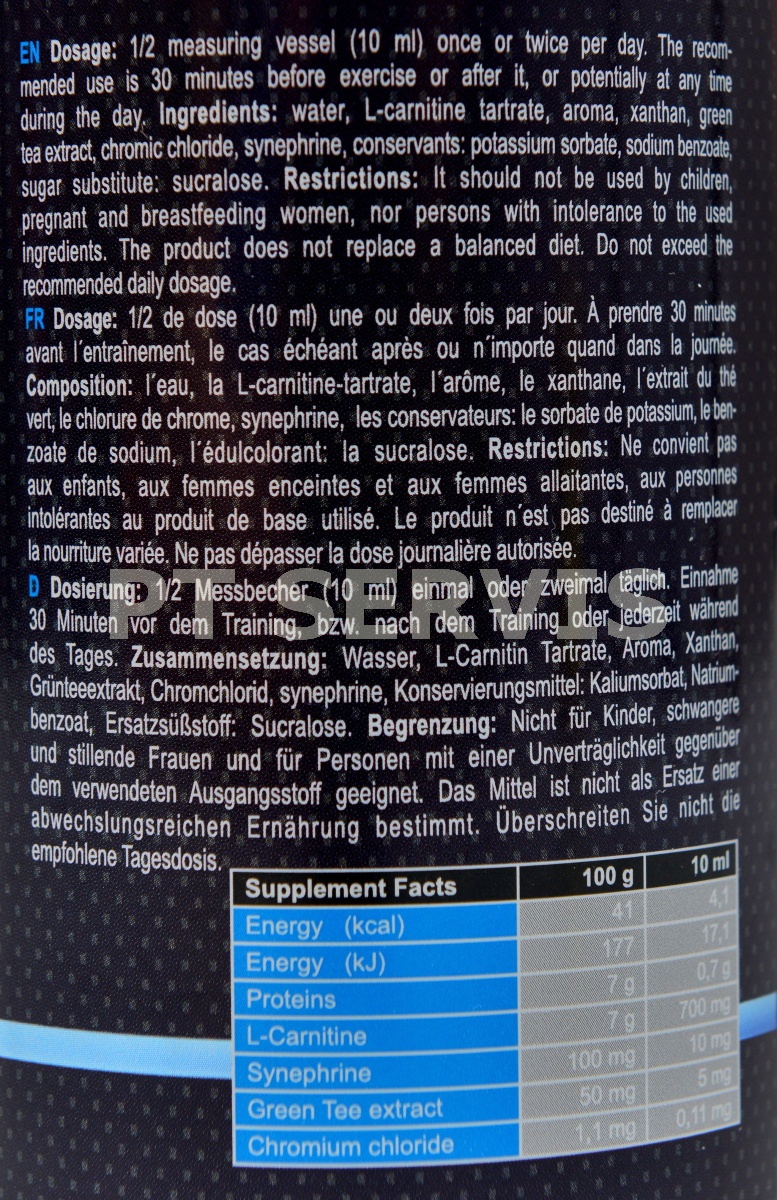 EN Dosage: 1/2 measuring vessel (10 ml) once or twice per day. The recom-
mended use is 30 minutes before exercise or after it, or potentially at any time
during the day. Ingredients: water, L-carnitine tartrate, aroma, xanthan, green
tea extract, chromic chloride, synephrine, conservants: potassium sorbate, sodium benzoate,
sugar substitute: sucralose. Restrictions: It should not be used by children,
pregnant and breastfeeding women, nor persons with intolerance to the used
ingredients. The product does not replace a balanced diet. Do not exceed the
recommended daily dosage.
FR Dosage: 1/2 de dose (10 ml) une ou deux fois par jour. À prendre 30 minutes
avant l´entraînement, le cas échéant après ou n´importe quand dans la journée.
Composition: l´eau, la L-carnitine-tartrate, l´arôme, le xanthane, l´extrait du thé
vert, le chlorure de chrome, synephrine, les conservateurs: le sorbate de potassium, le ben-
zoate de sodium, l´édulcolorant: la sucralose. Restrictions: Ne convient pas
aux enfants, aux femmes enceintes et aux femmes allaitantes, aux personnes
intolérantes au produit de base utilisé. Le produit n´est pas destiné à remplacer
la nourriture variée. Ne pas dépasser la dose journalière autorisée.
D Dosierung: 1/2 Messbecher (10 ml) einmal oder zweimal täglich. Einnahme
PT SERVIS
30 Minuten vor dem Training, bzw. nach dem Training oder jederzeit während
des Tages. Zusammensetzung: Wasser, L-Carnitin Tartrate, Aroma, Xanthan,
Grünteeextrakt, Chromchlorid, synephrine, Konservierungsmittel: Kaliumsorbat, Natrium-
benzoat, Ersatzsüßstoff: Sucralose. Begrenzung: Nicht für Kinder, schwangere
und stillende Frauen und für Personen mit einer Unverträglichkeit gegenüber
dem verwendeten Ausgangsstoff geeignet. Das Mittel ist nicht als Ersatz einer
abwechslungsreichen Ernährung bestimmt. Überschreiten Sie nicht die
empfohlene Tagesdosis.
Supplement Facts 100 g 10 ml
Energy (kcal) 41 4,1
Energy (kJ) 177 17,1
Proteins 7 g 0,7 g
L-Carnitine 7 g 700 mg
Synephrine 100 mg 10 mg
Green Tee extract 50 mg 5 mg
Chromium chloride 1,1 mg 0,11 mg